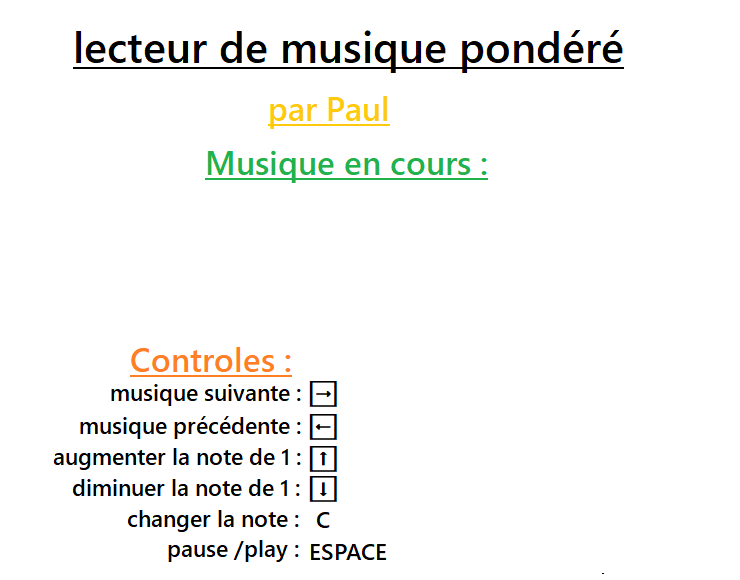 lecteur de musique pondéré
par Paul
Musique en cours :
Controles :
musique suivante : →
musique précédente : ←
augmenter la note de 1 : ↑
diminuer la note de 1 : ↓
changer la note : C
pause /play : ESPACE